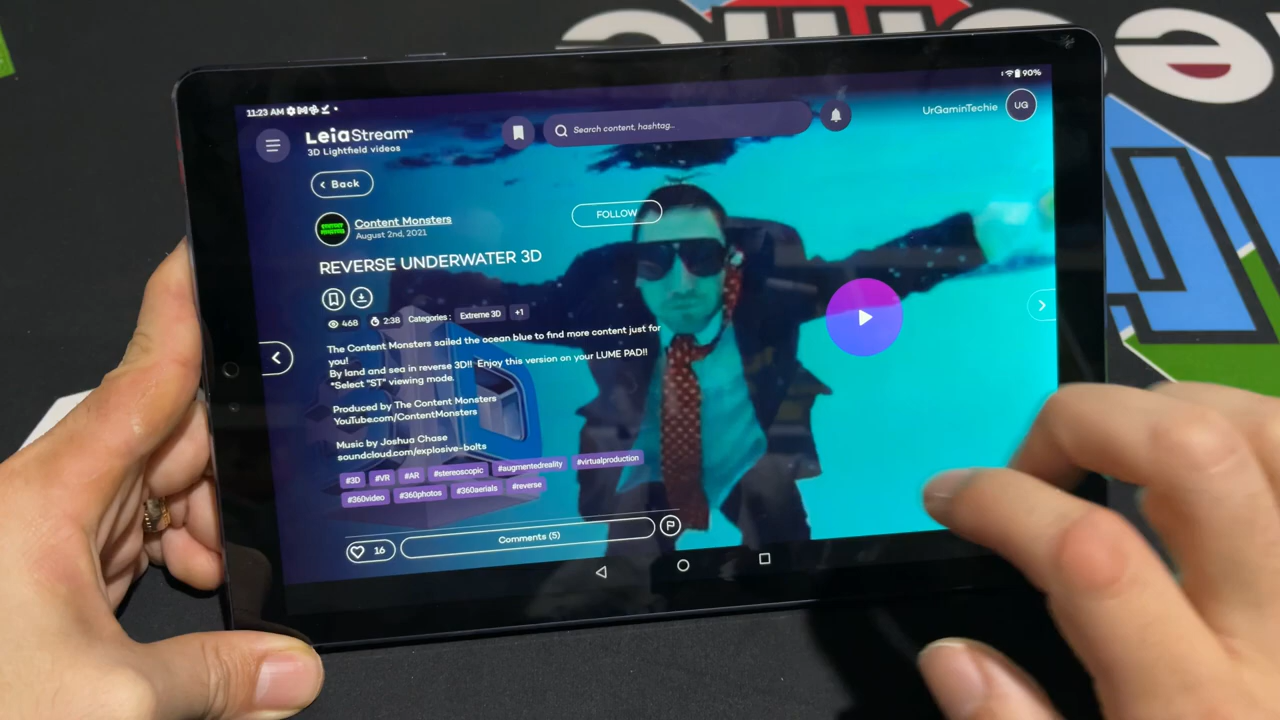 11:23 AM
90%
LeiaStream™
3D Lightfield videos
Search content, hashtag...
UrGaminTechie
UG
Back
Content Monsters
August 2nd, 2021
FOLLOW
REVERSE UNDERWATER 3D
468 2:38 Categories : Extreme 3D +1
The Content Monsters sailed the ocean blue to find more content just for
you!
By land and sea in reverse 3D!! Enjoy this version on your LUME PAD!!
*Select "ST" viewing mode.
Produced by The Content Monsters
YouTube.com/ContentMonsters
Music by Joshua Chase
soundcloud.com/explosive-bolts
#3D #VR #AR #stereoscopic #augmentedreality #virtualproduction
#360video #360photos #360aerials #reverse
16 Comments (5)